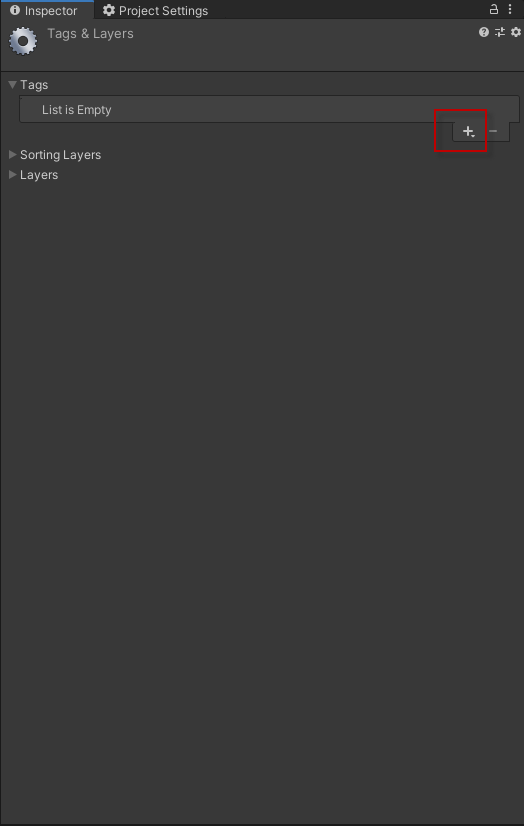 Inspector
Project Settings
Tags & Layers
Tags
List is Empty
Sorting Layers
Layers